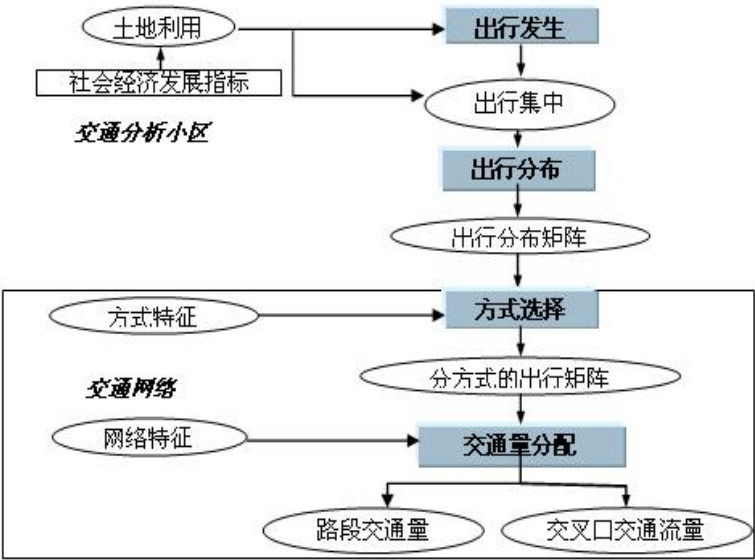 土地利用
出行发生
社会经济发展指标
出行集中
交通分析小区
出行分布
出行分布矩阵
方式特征
方式选择
分方式的出行矩阵
交通网络
网络特征
交通量分配
路段交通量
交叉口交通流量